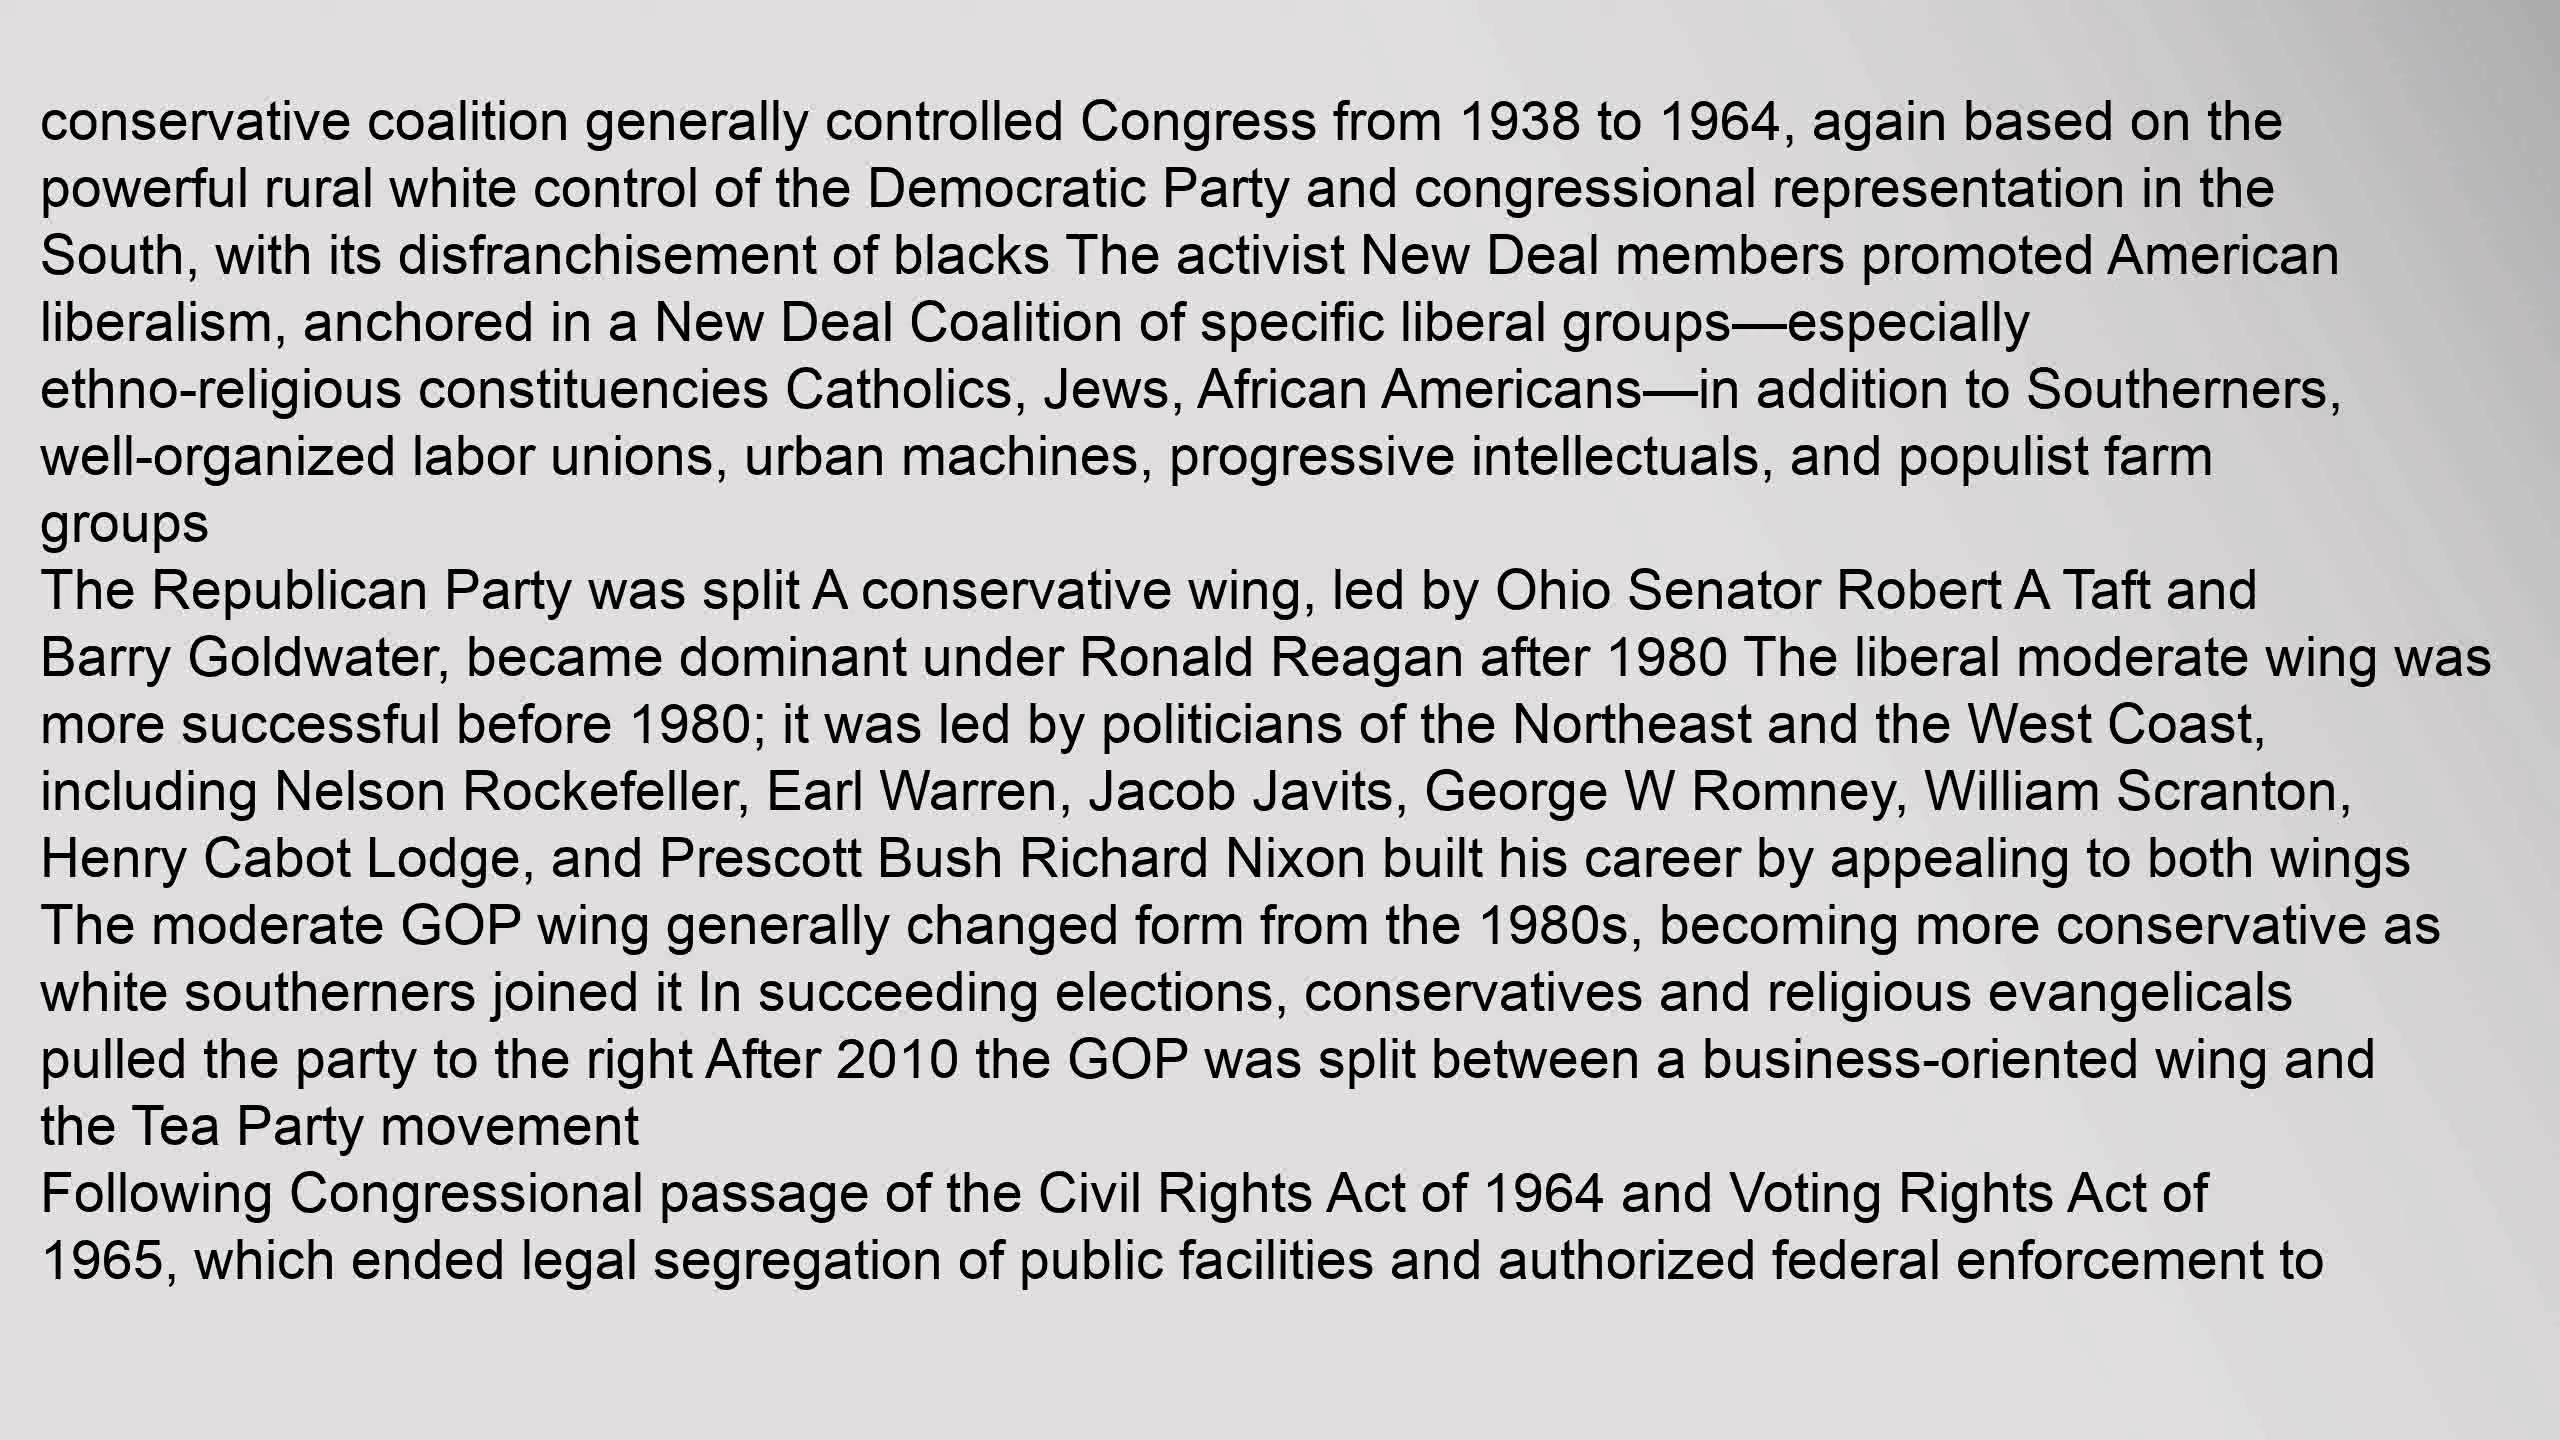 conservative coalition generally controlled Congress from 1938 to 1964, again based on the
powerful rural white control of the Democratic Party and congressional representation in the
South, with its disfranchisement of blacks The activist New Deal members promoted American
liberalism, anchored in a New Deal Coalition of specific liberal groups—especially
ethno-religious constituencies Catholics, Jews, African Americans—in addition to Southerners,
well-organized labor unions, urban machines, progressive intellectuals, and populist farm
groups
The Republican Party was split A conservative wing, led by Ohio Senator Robert A Taft and
Barry Goldwater, became dominant under Ronald Reagan after 1980 The liberal moderate wing was
more successful before 1980; it was led by politicians of the Northeast and the West Coast,
including Nelson Rockefeller, Earl Warren, Jacob Javits, George W Romney, William Scranton,
Henry Cabot Lodge, and Prescott Bush Richard Nixon built his career by appealing to both wings
The moderate GOP wing generally changed form from the 1980s, becoming more conservative as
white southerners joined it In succeeding elections, conservatives and religious evangelicals
pulled the party to the right After 2010 the GOP was split between a business-oriented wing and
the Tea Party movement
Following Congressional passage of the Civil Rights Act of 1964 and Voting Rights Act of
1965, which ended legal segregation of public facilities and authorized federal enforcement to